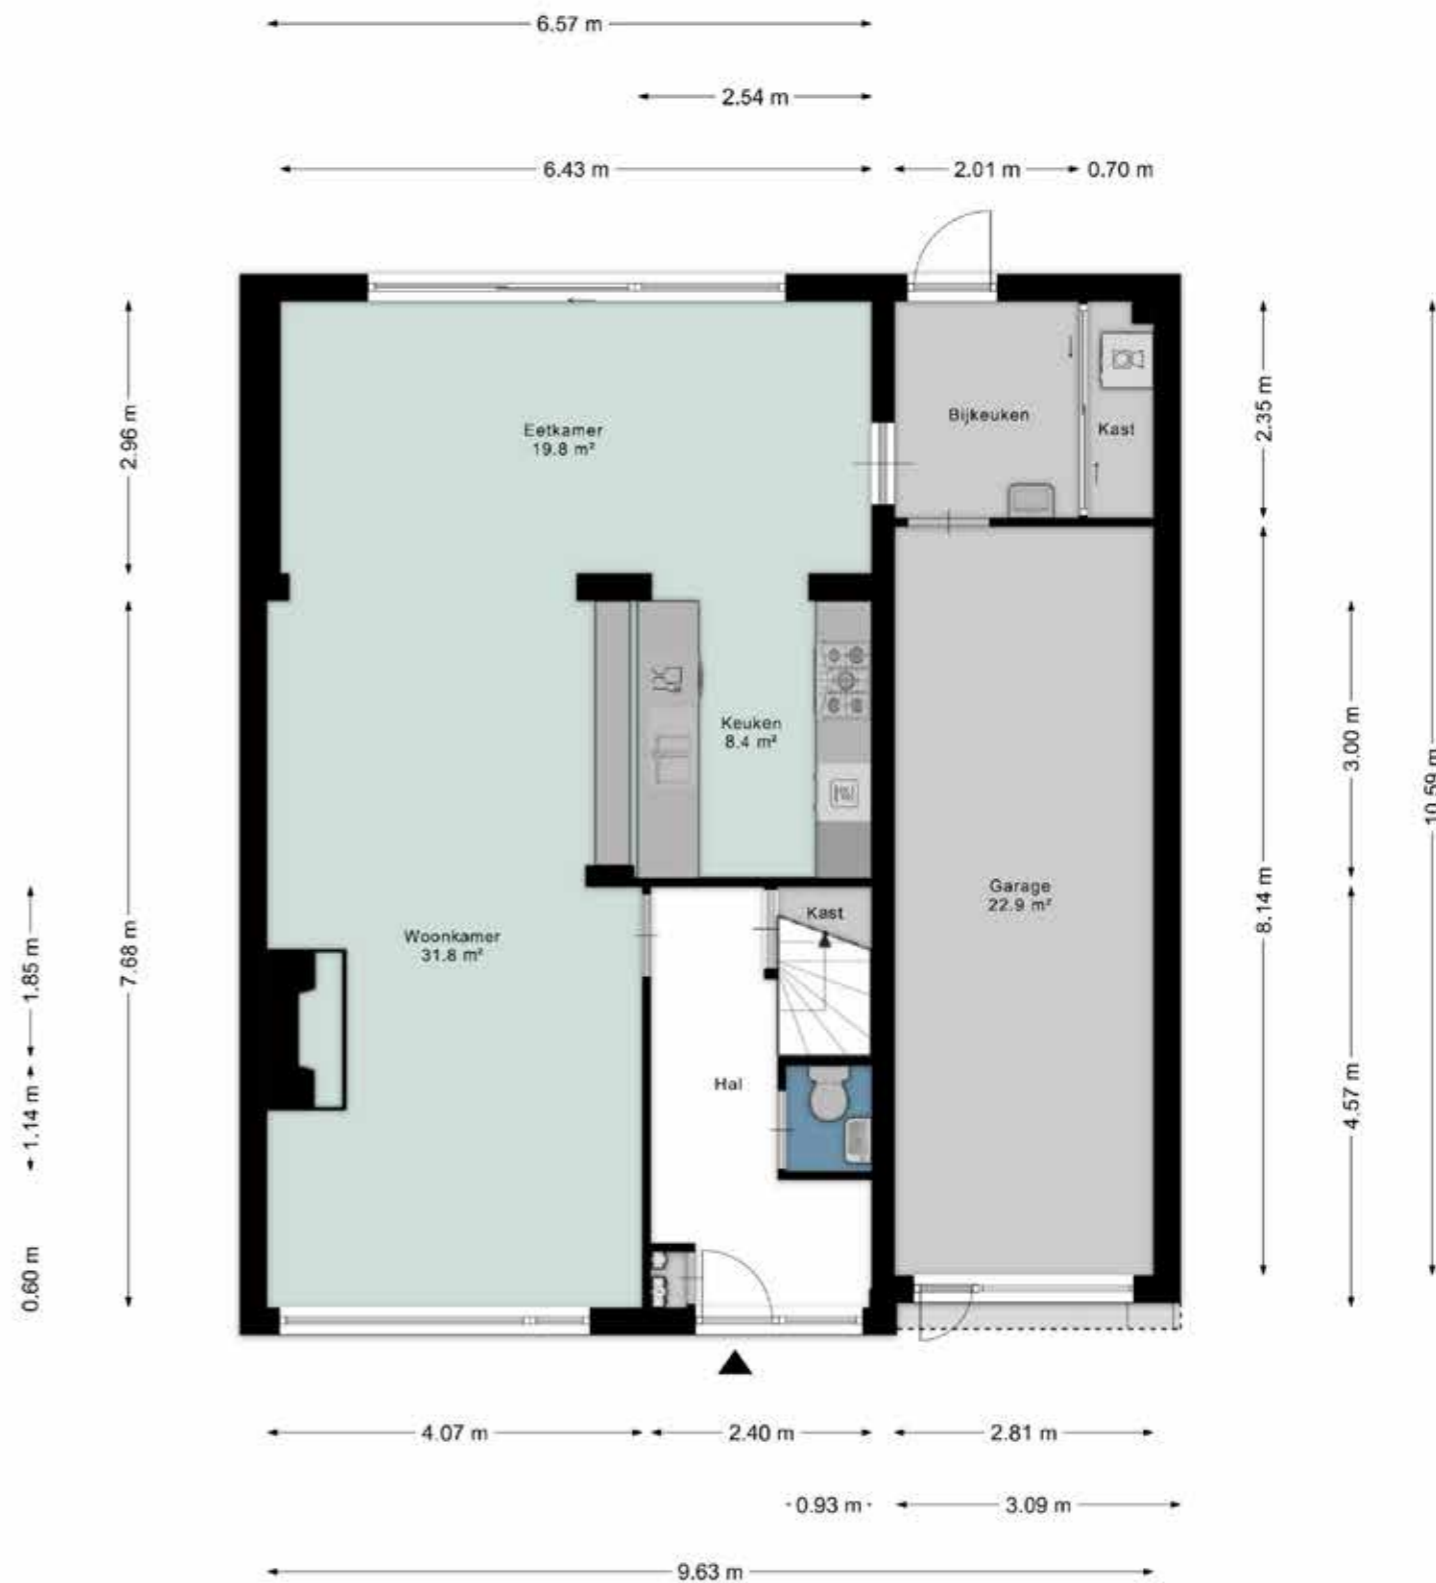 6.57 m
2.54 m
6.43 m
2.01 m
0.70 m
2.96 m
Eetkamer
19.8 m²
Bijkeuken
Kast
2.35 m
3.00 m
10.59 m
Keuken
8.4 m²
7.68 m
1.85 m
Woonkamer
31.8 m²
Kast
Garage
22.9 m²
8.14 m
Hal
1.14 m
4.57 m
0.60 m
4.07 m
2.40 m
2.81 m
0.93 m
3.09 m
9.63 m